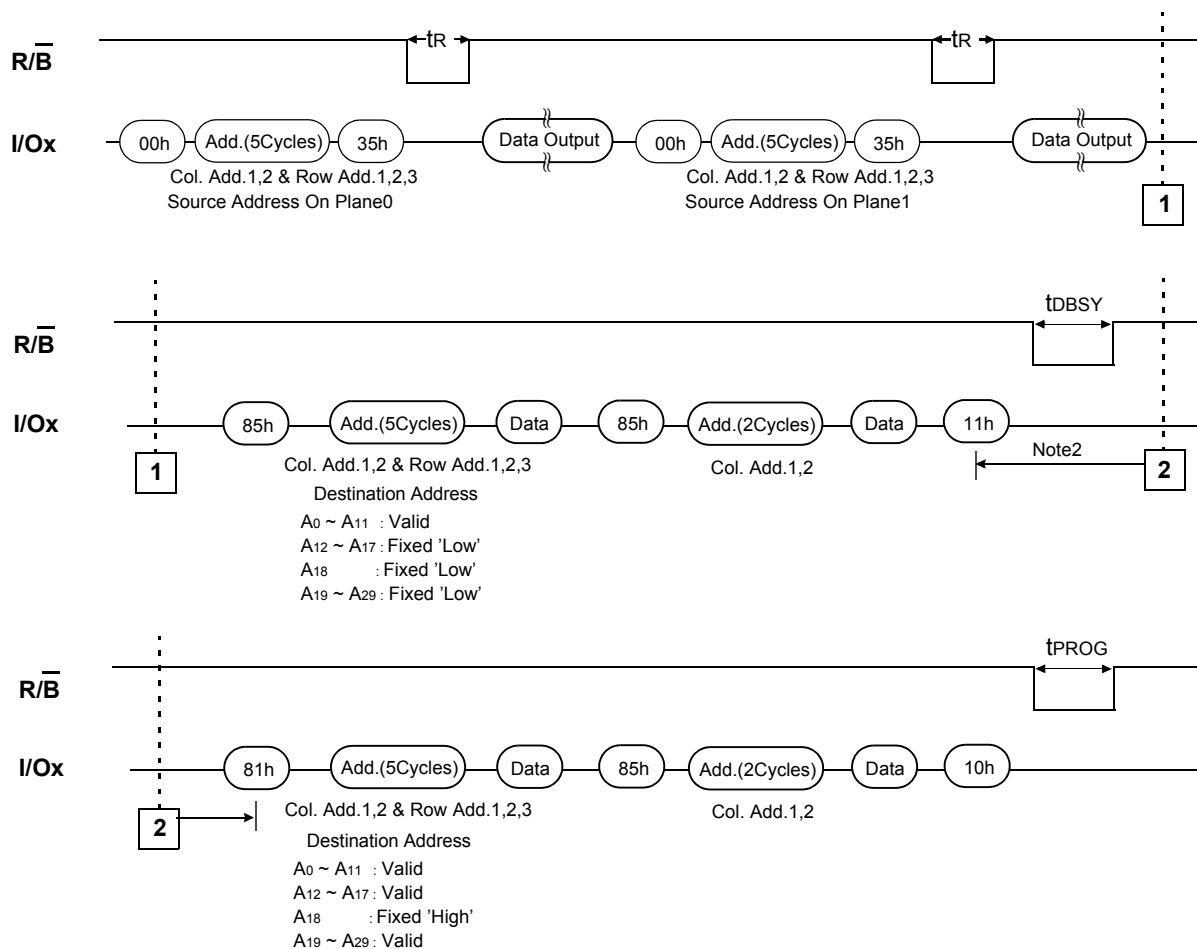 R/B tR tR
I/Ox 00h Add.(5Cycles) 35h Data Output 00h Add.(5Cycles) 35h Data Output
Col. Add.1,2 & Row Add.1,2,3 Col. Add.1,2 & Row Add.1,2,3
Source Address On Plane0 Source Address On Plane1
1
R/B tDBSY
I/Ox 85h Add.(5Cycles) Data 85h Add.(2Cycles) Data 11h
1 Col. Add.1,2 & Row Add.1,2,3 Col. Add.1,2 Note2 2
Destination Address
A0 ~ A11 : Valid
A12 ~ A17 : Fixed 'Low'
A18 : Fixed 'Low'
A19 ~ A29 : Fixed 'Low'
R/B tPROG
I/Ox 81h Add.(5Cycles) Data 85h Add.(2Cycles) Data 10h
2 Col. Add.1,2 & Row Add.1,2,3 Col. Add.1,2
Destination Address
A0 ~ A11 : Valid
A12 ~ A17 : Valid
A18 : Fixed 'High'
A19 ~ A29 : Valid